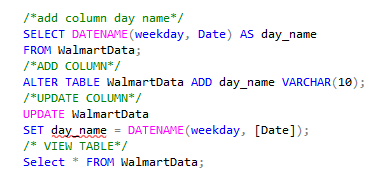 /*add column day name*/
SELECT DATENAME(weekday, Date) AS day_name
FROM WalmartData;
/*ADD COLUMN*/
ALTER TABLE WalmartData ADD day_name VARCHAR(10);
/*UPDATE COLUMN*/
UPDATE WalmartData
SET day_name = DATENAME(weekday, [Date]);
/* VIEW TABLE*/
Select * FROM WalmartData;